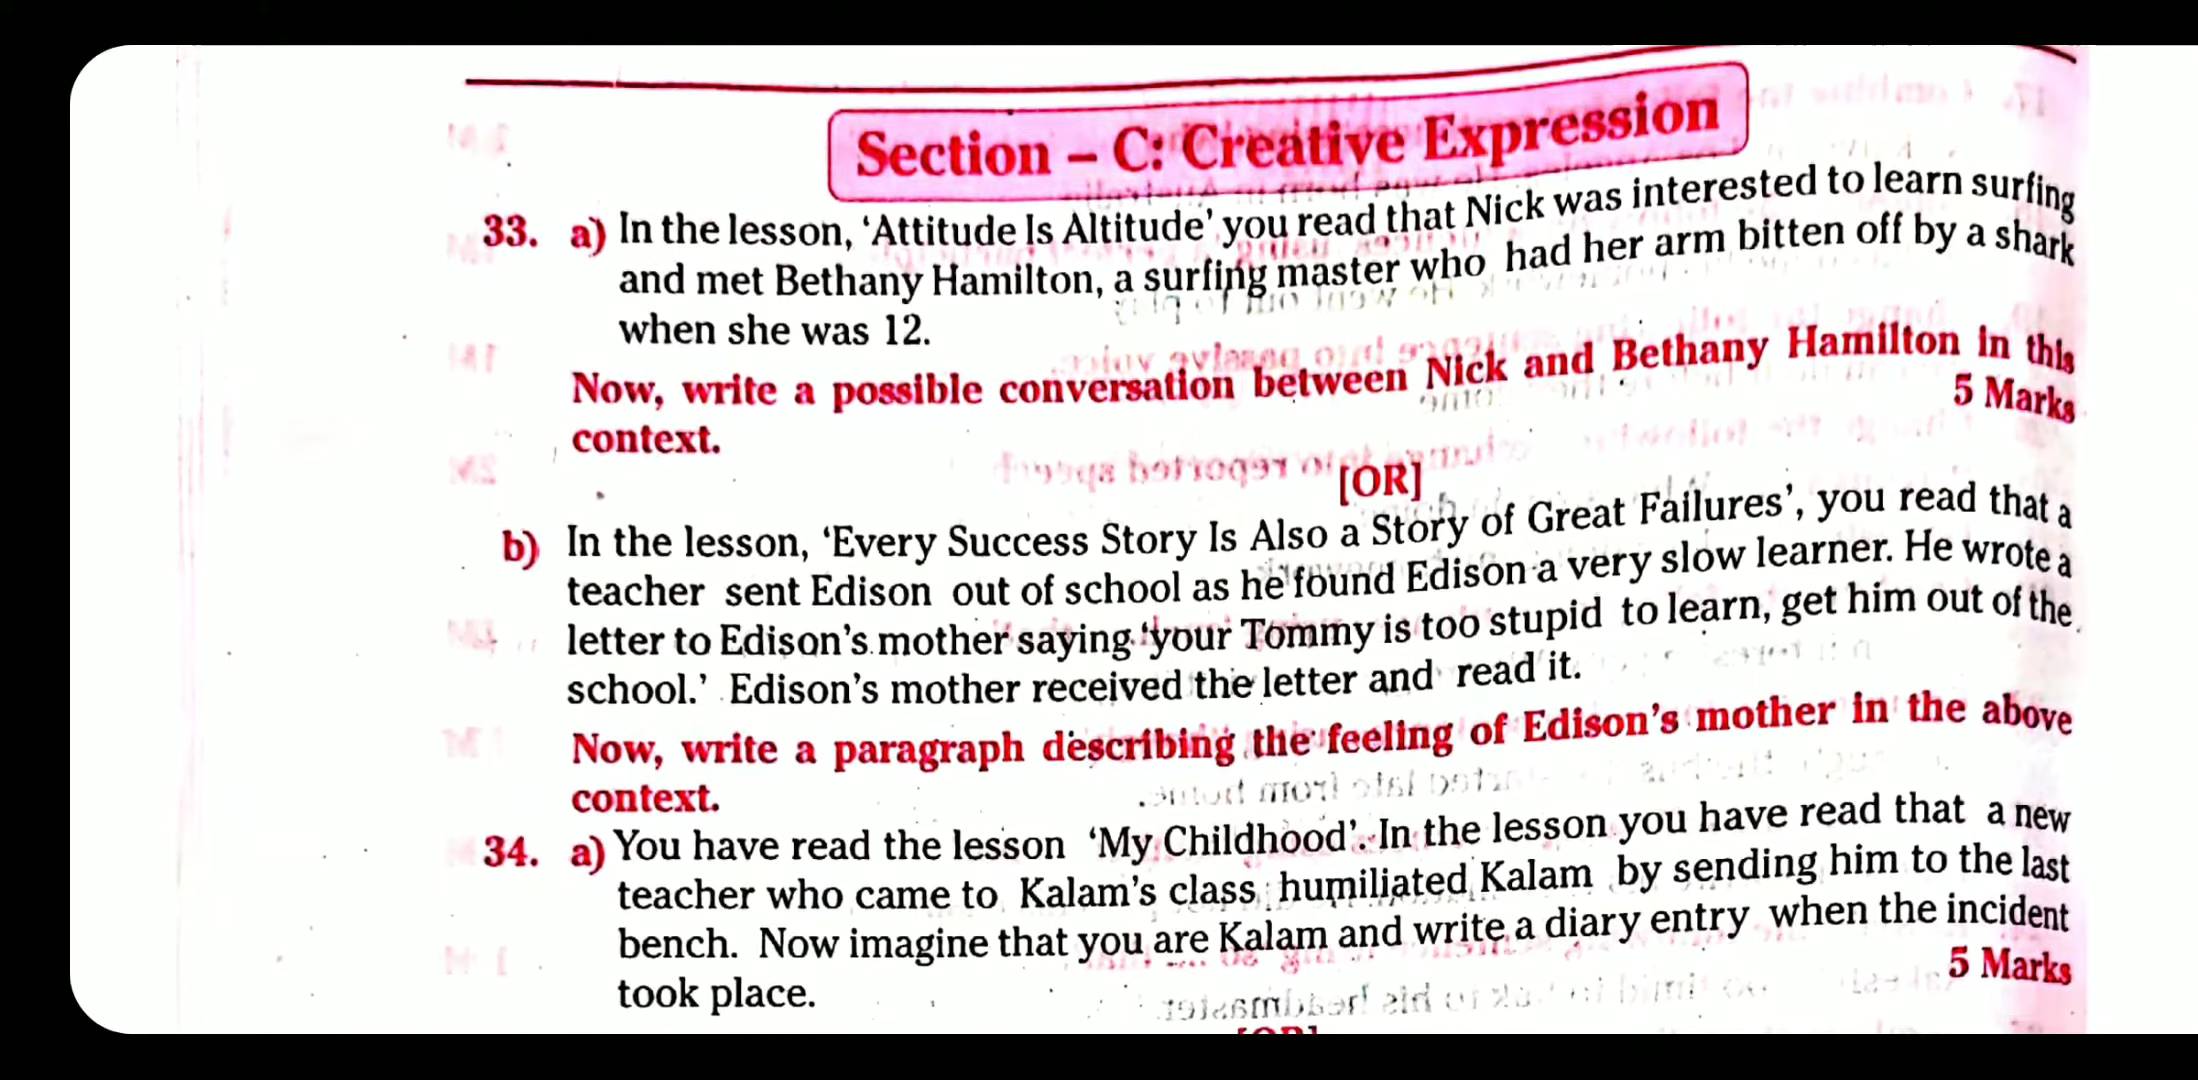 Section – C: Creative Expression
33. a) In the lesson, ‘Attitude Is Altitude’ you read that Nick was interested to learn surfing
and met Bethany Hamilton, a surfing master who had her arm bitten off by a shark
when she was 12.
Now, write a possible conversation between Nick and Bethany Hamilton in this
context. 5 Marks
[OR]
b) In the lesson, ‘Every Success Story Is Also a Story of Great Failures’, you read that a
teacher sent Edison out of school as he found Edison a very slow learner. He wrote a
letter to Edison’s mother saying ‘your Tommy is too stupid to learn, get him out of the
school.’ Edison’s mother received the letter and read it.
Now, write a paragraph describing the feeling of Edison’s mother in the above
context.
34. a) You have read the lesson ‘My Childhood’. In the lesson you have read that a new
teacher who came to Kalam’s class humiliated Kalam by sending him to the last
bench. Now imagine that you are Kalam and write a diary entry when the incident
took place. 5 Marks